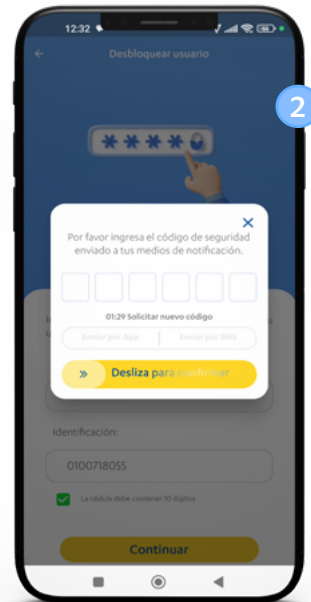 12:32
Desbloquear usuario
2
* * * *
Por favor ingresa el código de seguridad
enviado a tus medios de notificación.
01:29 Solicitar nuevo código
Enviar por App
Enviar por SMS
Desliza para confirmar
Identificación:
0100718055
La cédula debe contener 10 dígitos
Continuar